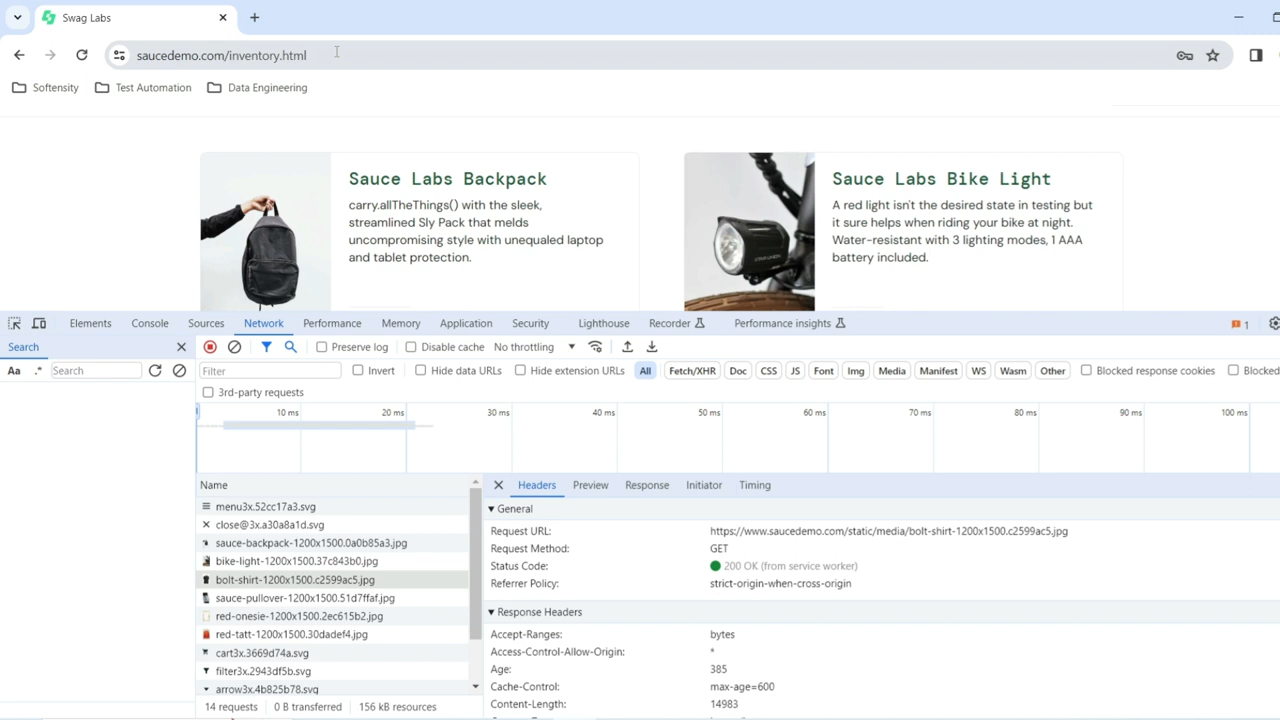 Swag Labs
saucedemo.com/inventory.html
Softensity Test Automation Data Engineering
Sauce Labs Backpack
carry.allTheThings() with the sleek,
streamlined Sly Pack that melds
uncompromising style with unequaled laptop
and tablet protection.
Sauce Labs Bike Light
A red light isn't the desired state in testing but
it sure helps when riding your bike at night.
Water-resistant with 3 lighting modes, 1 AAA
battery included.
Elements Console Sources Network Performance Memory Application Security Lighthouse Recorder Performance insights 1
Search
Preserve log Disable cache No throttling
Aa .* Search
Filter Invert Hide data URLs Hide extension URLs All Fetch/XHR Doc CSS JS Font Img Media Manifest WS Wasm Other Blocked response cookies Blocked
3rd-party requests
10 ms 20 ms 30 ms 40 ms 50 ms 60 ms 70 ms 80 ms 90 ms 100 ms
Name
menu3x.52cc17a3.svg
close@3x.a30a8a1d.svg
sauce-backpack-1200x1500.0a0b85a3.jpg
bike-light-1200x1500.37c843b0.jpg
bolt-shirt-1200x1500.c2599ac5.jpg
sauce-pullover-1200x1500.51d7ffaf.jpg
red-onesie-1200x1500.2ec615b2.jpg
red-tatt-1200x1500.30dadef4.jpg
cart3x.3669d74a.svg
filter3x.2943df5b.svg
arrow3x.4b825b78.svg
14 requests 0 B transferred 156 kB resources
Headers Preview Response Initiator Timing
General
Request URL: https://www.saucedemo.com/static/media/bolt-shirt-1200x1500.c2599ac5.jpg
Request Method: GET
Status Code: 200 OK (from service worker)
Referrer Policy: strict-origin-when-cross-origin
Response Headers
Accept-Ranges: bytes
Access-Control-Allow-Origin: *
Age: 385
Cache-Control: max-age=600
Content-Length: 14983